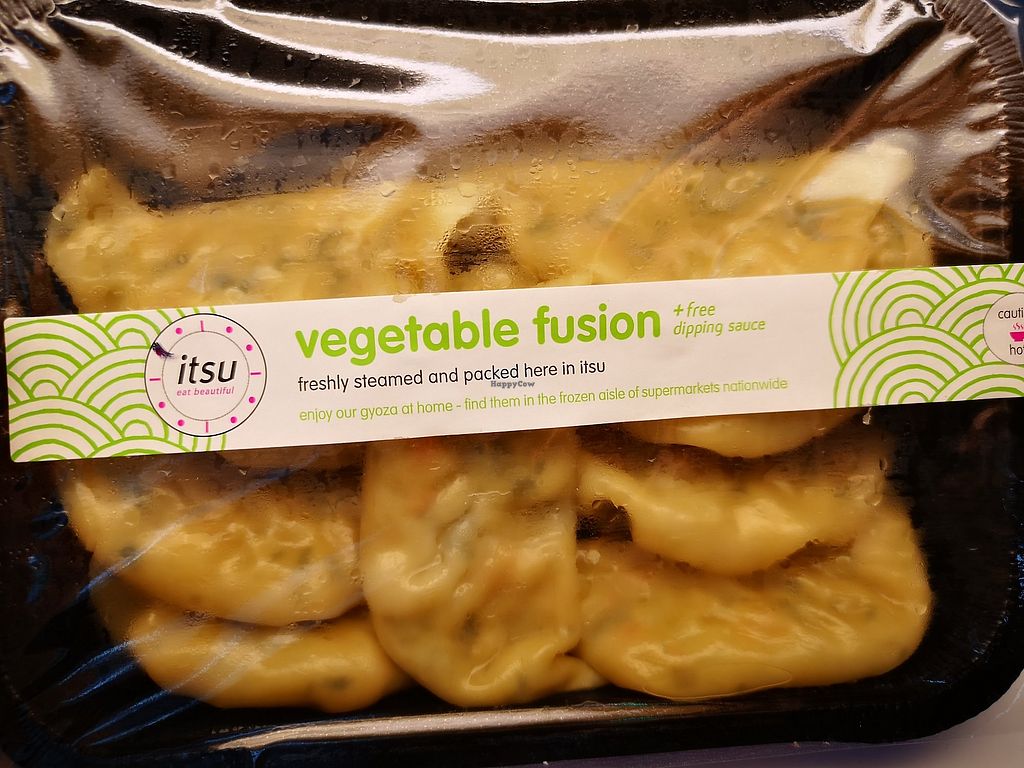 itsu
eat beautiful
vegetable fusion
+free
dipping sauce
freshly steamed and packed here in itsu
HappyCow
enjoy our gyoza at home - find them in the frozen aisle of supermarkets nationwide